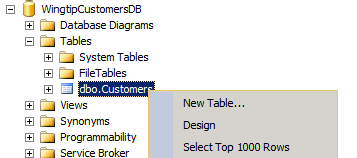 WingtipCustomersDB
Database Diagrams
Tables
System Tables
FileTables
dbo.Customers
New Table...
Views
Design
Synonyms
Programmability
Select Top 1000 Rows
Service Broker